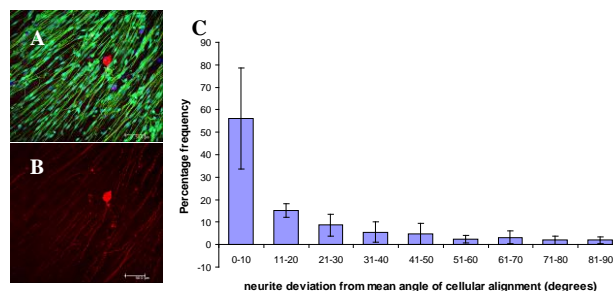 A
B
C
Percentage frequency
90
80
70
60
50
40
30
20
10
0
-10
0-10 11-20 21-30 31-40 41-50 51-60 61-70 71-80 81-90
neurite deviation from mean angle of cellular alignment (degrees)